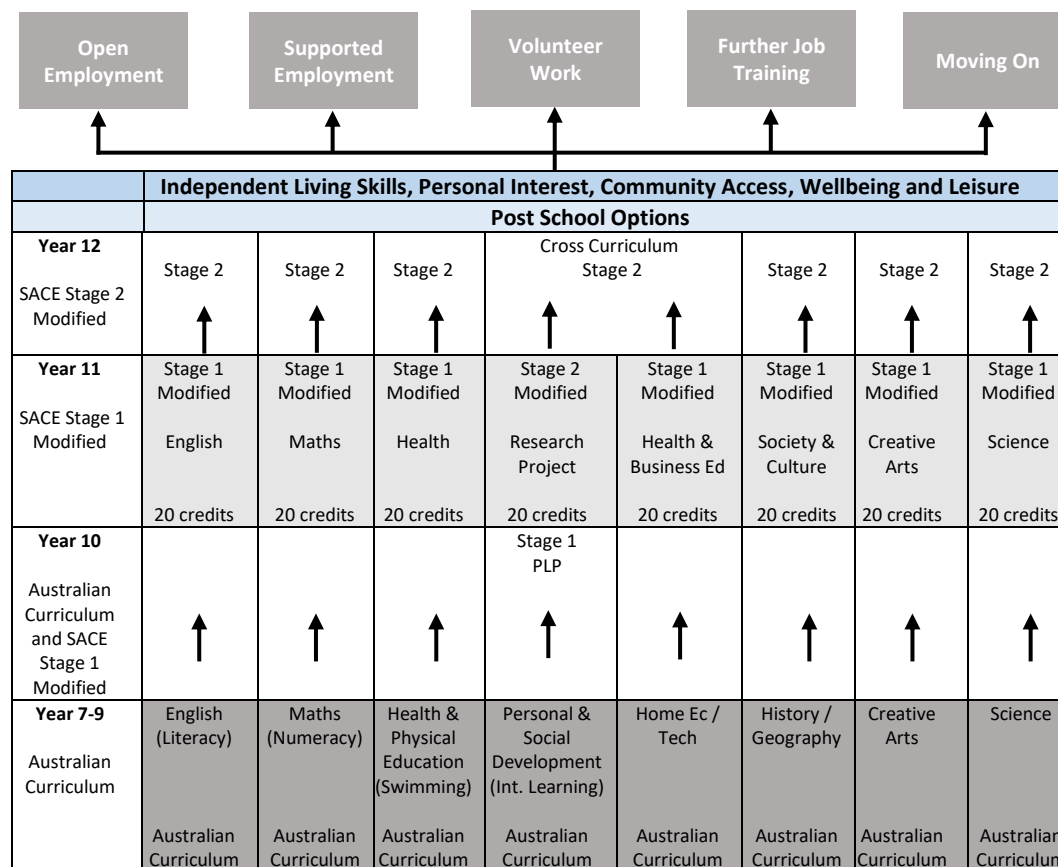 Open
Employment
Supported
Employment
Volunteer
Work
Further Job
Training
Moving On
Independent Living Skills, Personal Interest, Community Access, Wellbeing and Leisure
Post School Options
Year 12
SACE Stage 2
Modified
Stage 2
Stage 2
Stage 2
Cross Curriculum
Stage 2
Stage 2
Stage 2
Stage 2
Year 11
SACE Stage 1
Modified
Stage 1
Modified
English
20 credits
Stage 1
Modified
Maths
20 credits
Stage 1
Modified
Health
20 credits
Stage 2
Modified
Research
Project
20 credits
Stage 1
Modified
Health &
Business Ed
20 credits
Stage 1
Modified
Society &
Culture
20 credits
Stage 1
Modified
Creative
Arts
20 credits
Stage 1
Modified
Science
20 credits
Year 10
Australian
Curriculum
and SACE
Stage 1
Modified
Stage 1
PLP
Year 7-9
Australian
Curriculum
English
(Literacy)
Australian
Curriculum
Maths
(Numeracy)
Australian
Curriculum
Health &
Physical
Education
(Swimming)
Australian
Curriculum
Personal &
Social
Development
(Int. Learning)
Australian
Curriculum
Home Ec /
Tech
Australian
Curriculum
History /
Geography
Australian
Curriculum
Creative
Arts
Australian
Curriculum
Science
Australian
Curriculum